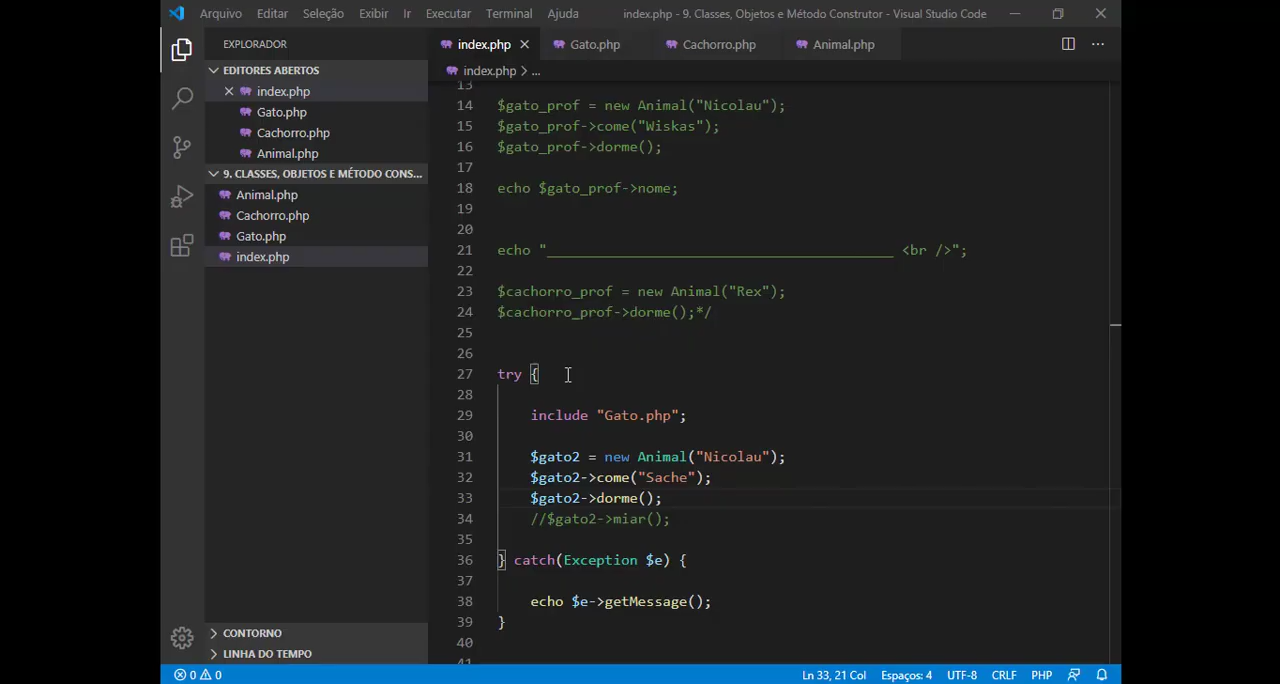 Arquivo Editar Seleção Exibir Ir Executar Terminal Ajuda index.php - 9. Classes, Objetos e Método Construtor - Visual Studio Code
EXPLORADOR
EDITORES ABERTOS
index.php
Gato.php
Cachorro.php
Animal.php
9. CLASSES, OBJETOS E MÉTODO CONS...
Animal.php
Cachorro.php
Gato.php
index.php
CONTORNO
LINHA DO TEMPO
index.php Gato.php Cachorro.php Animal.php
index.php > ...
13
14 $gato_prof = new Animal("Nicolau");
15 $gato_prof->come("Wiskas");
16 $gato_prof->dorme();
17
18 echo $gato_prof->nome;
19
20
21 echo "__________________________________________ <br />";
22
23 $cachorro_prof = new Animal("Rex");
24 $cachorro_prof->dorme();*/
25
26
27 try {
28
29 include "Gato.php";
30
31 $gato2 = new Animal("Nicolau");
32 $gato2->come("Sache");
33 $gato2->dorme();
34 //$gato2->miar();
35
36 } catch(Exception $e) {
37
38 echo $e->getMessage();
39 }
40
41
0 0 Ln 33, 21 Col Espaços: 4 UTF-8 CRLF PHP